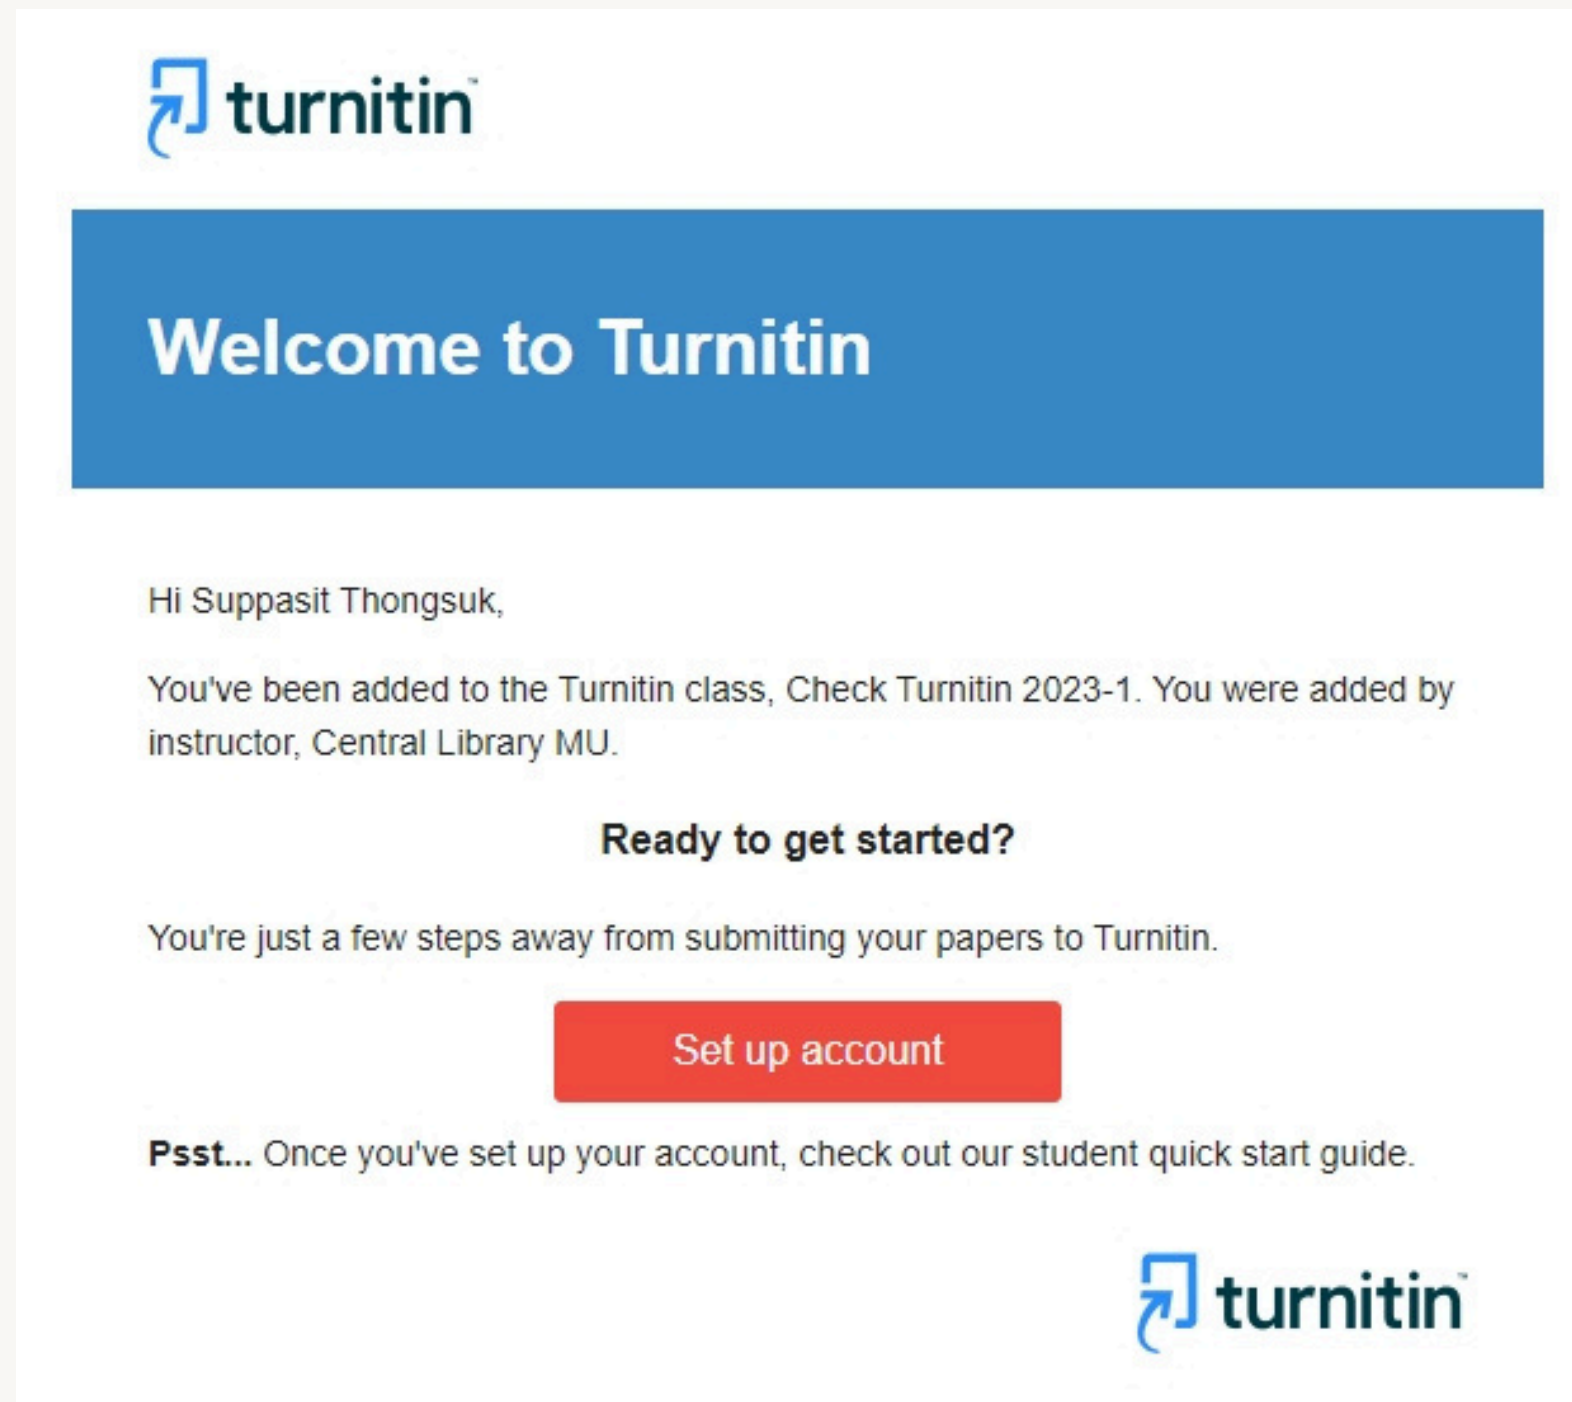 turnitin™
Welcome to Turnitin
Hi Suppasit Thongsuk,
You've been added to the Turnitin class, Check Turnitin 2023-1. You were added by
instructor, Central Library MU.
Ready to get started?
You're just a few steps away from submitting your papers to Turnitin.
Set up account
Psst... Once you've set up your account, check out our student quick start guide.
turnitin™